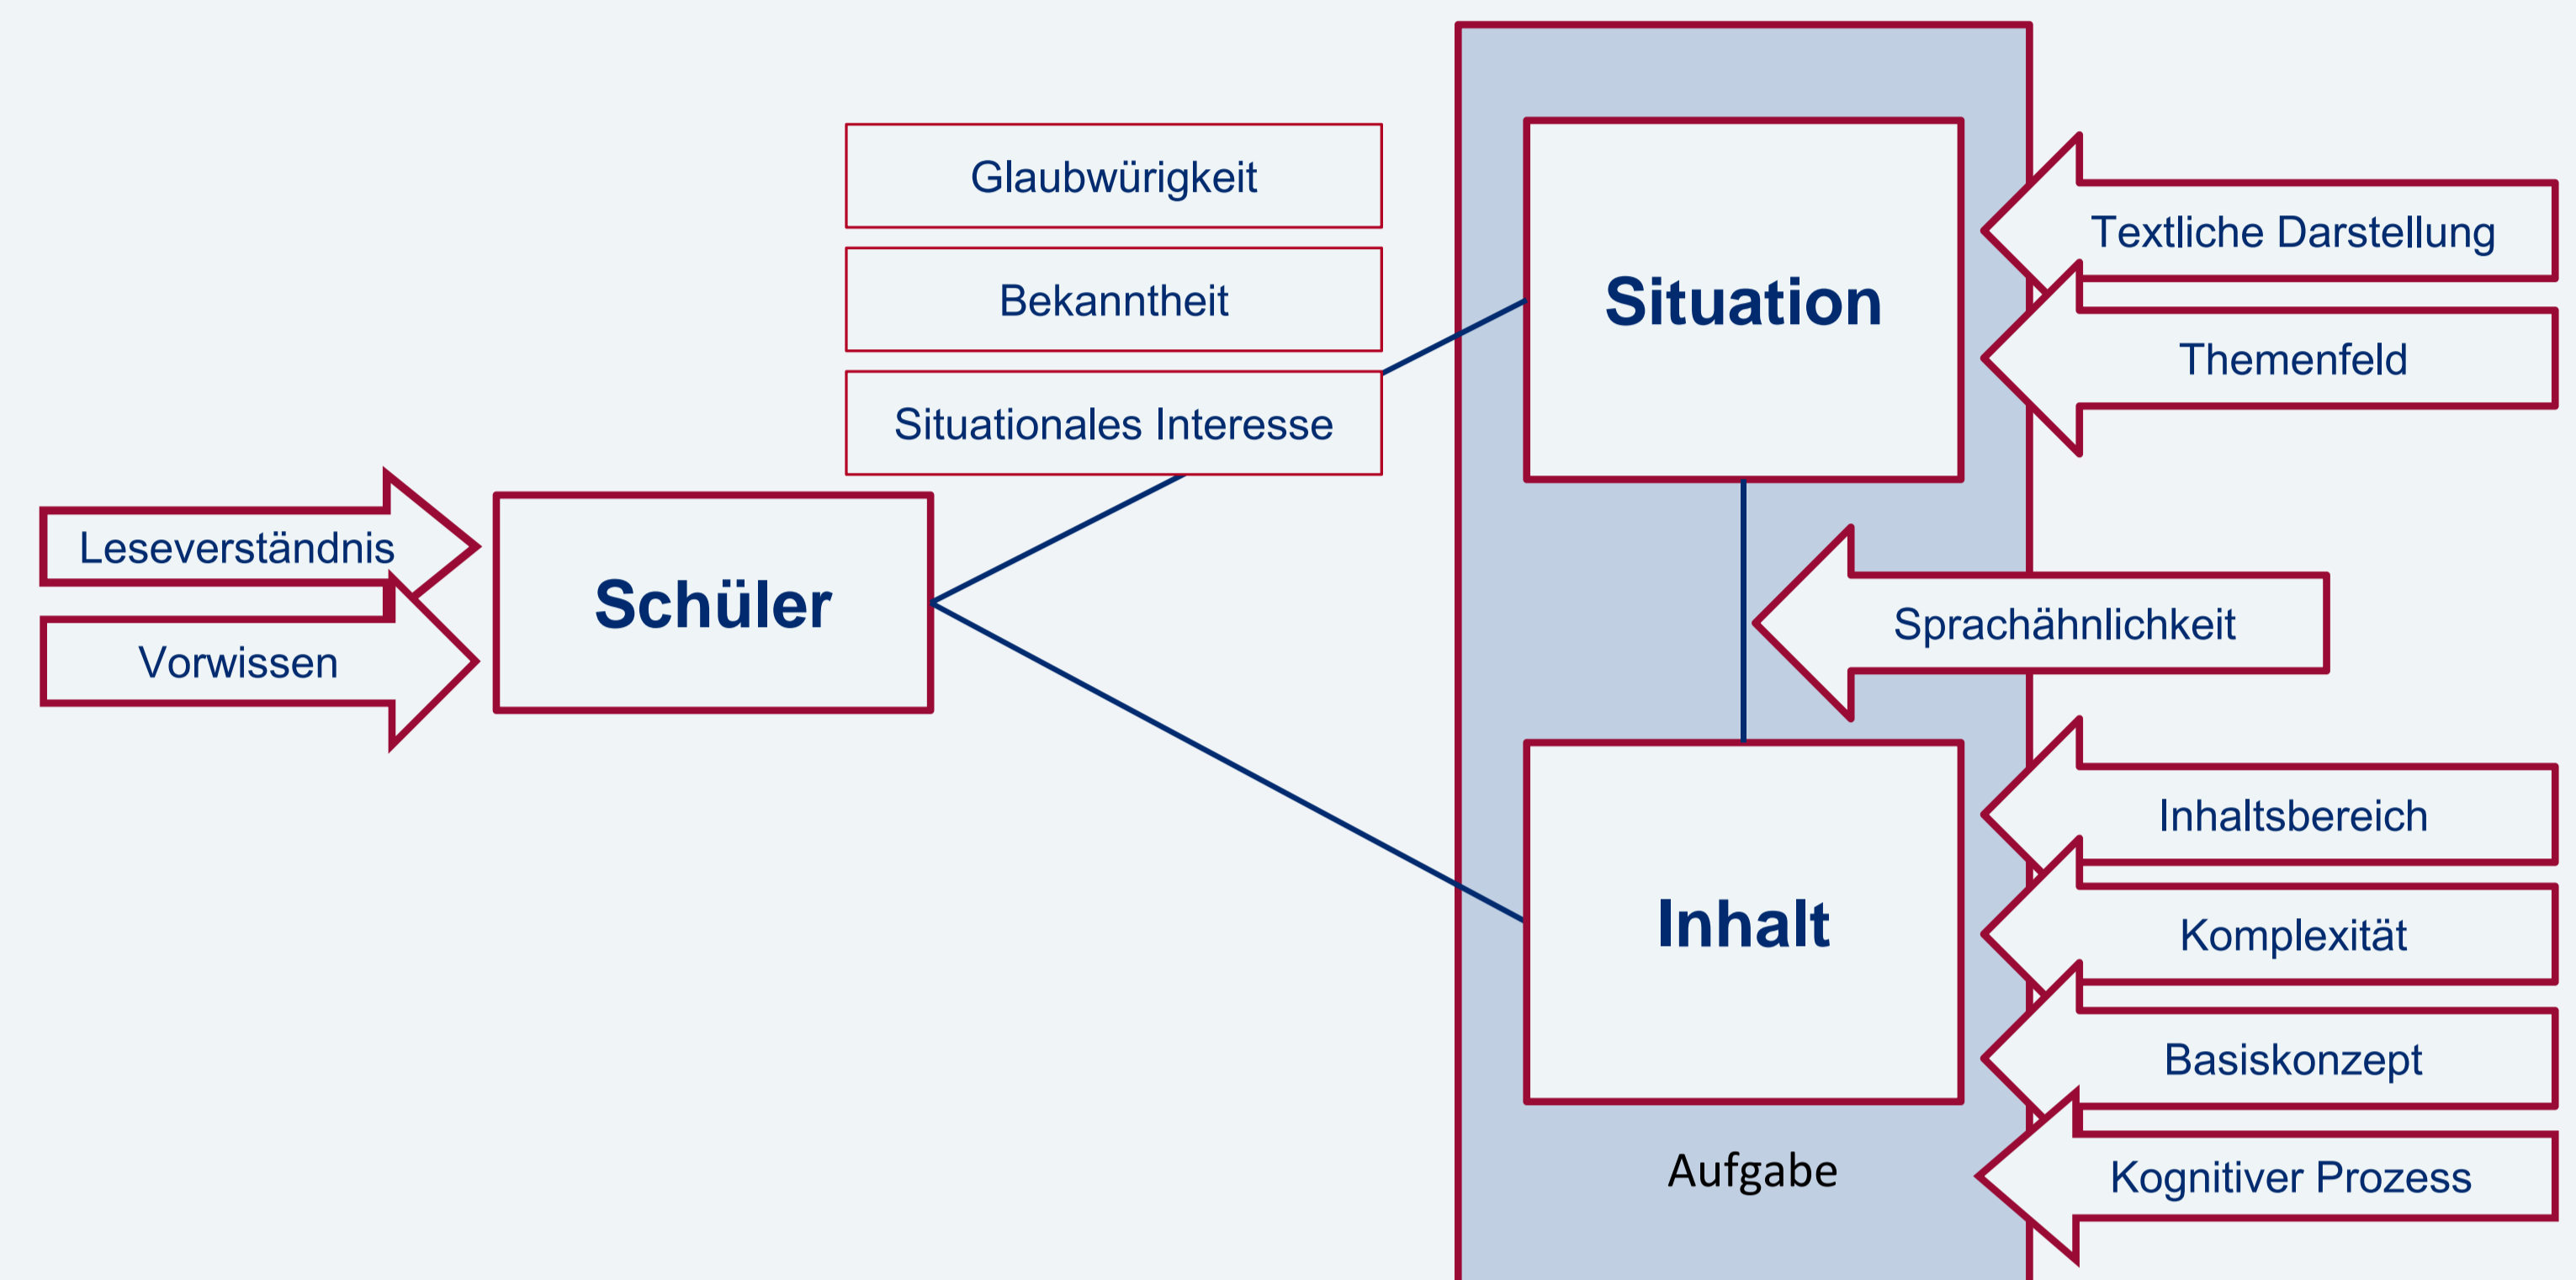 Glaubwürigkeit
Bekanntheit
Situationales Interesse
Leseverständnis
Vorwissen
Schüler
Situation
Textliche Darstellung
Themenfeld
Sprachähnlichkeit
Inhalt
Inhaltsbereich
Komplexität
Basiskonzept
Kognitiver Prozess
Aufgabe